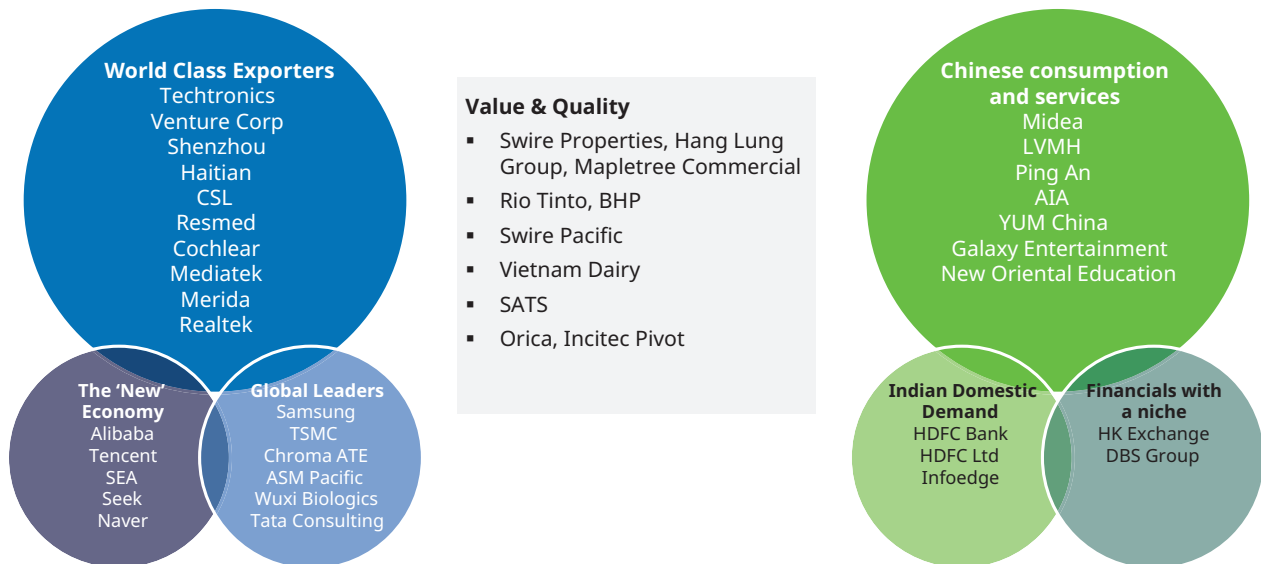 World Class Exporters
Techtronics
Venture Corp
Shenzhou
Haitian
CSL
Resmed
Cochlear
Mediatek
Merida
Realtek
The ‘New’
Economy
Alibaba
Tencent
SEA
Seek
Naver
Global Leaders
Samsung
TSMC
Chroma ATE
ASM Pacific
Wuxi Biologics
Tata Consulting
Value & Quality
▪ Swire Properties, Hang Lung
Group, Mapletree Commercial
▪ Rio Tinto, BHP
▪ Swire Pacific
▪ Vietnam Dairy
▪ SATS
▪ Orica, Incitec Pivot
Chinese consumption
and services
Midea
LVMH
Ping An
AIA
YUM China
Galaxy Entertainment
New Oriental Education
Indian Domestic
Demand
HDFC Bank
HDFC Ltd
Infoedge
Financials with
a niche
HK Exchange
DBS Group